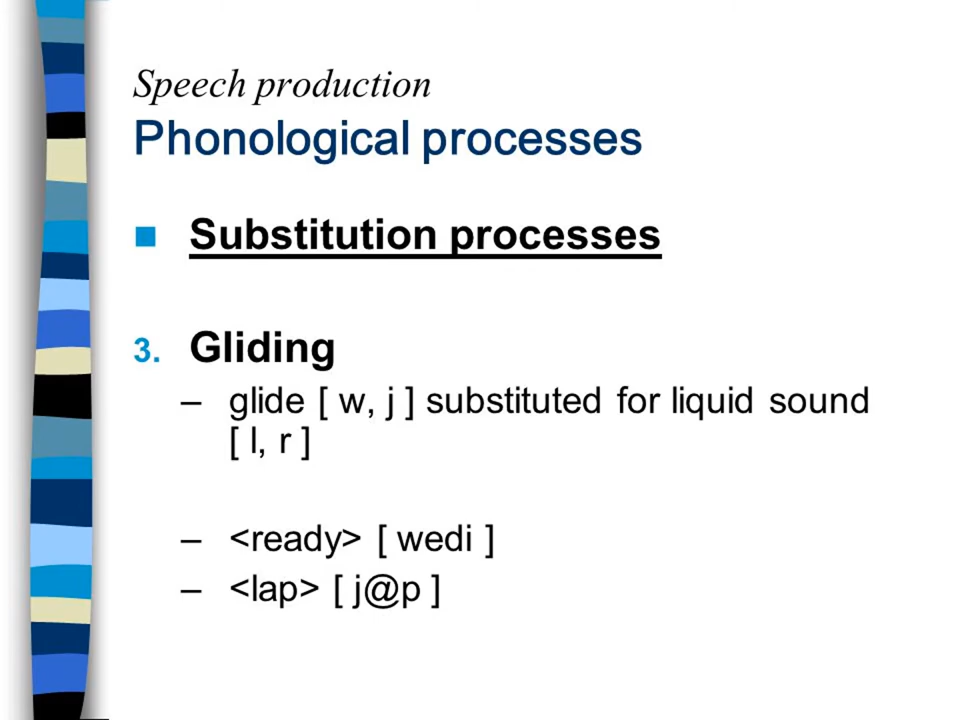 Speech production
Phonological processes
Substitution processes
3. Gliding
– glide [ w, j ] substituted for liquid sound
[ l, r ]
– <ready> [ wedi ]
– <lap> [ j@p ]